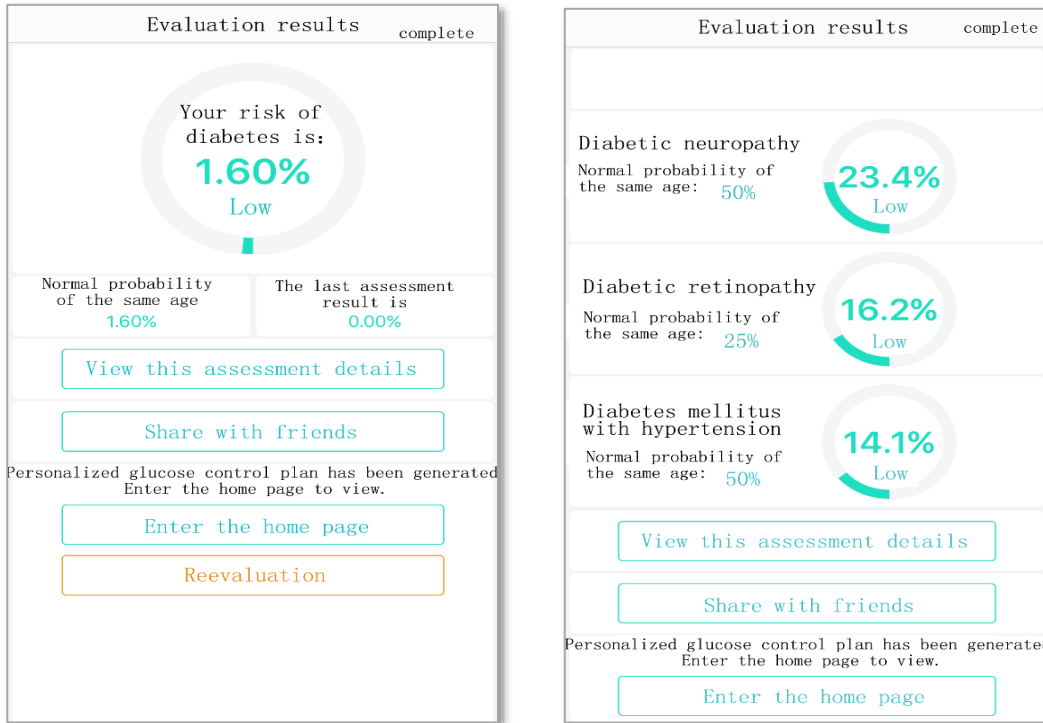 Evaluation results
complete
Your risk of
diabetes is:
1.60%
Low
Normal probability
of the same age
1.60%
The last assessment
result is
0.00%
View this assessment details
Share with friends
Personalized glucose control plan has been generated
Enter the home page to view.
Enter the home page
Reevaluation
Evaluation results
complete
Diabetic neuropathy
Normal probability of
the same age: 50%
23.4%
Low
Diabetic retinopathy
Normal probability of
the same age: 25%
16.2%
Low
Diabetes mellitus
with hypertension
Normal probability of
the same age: 50%
14.1%
Low
View this assessment details
Share with friends
Personalized glucose control plan has been generated
Enter the home page to view.
Enter the home page